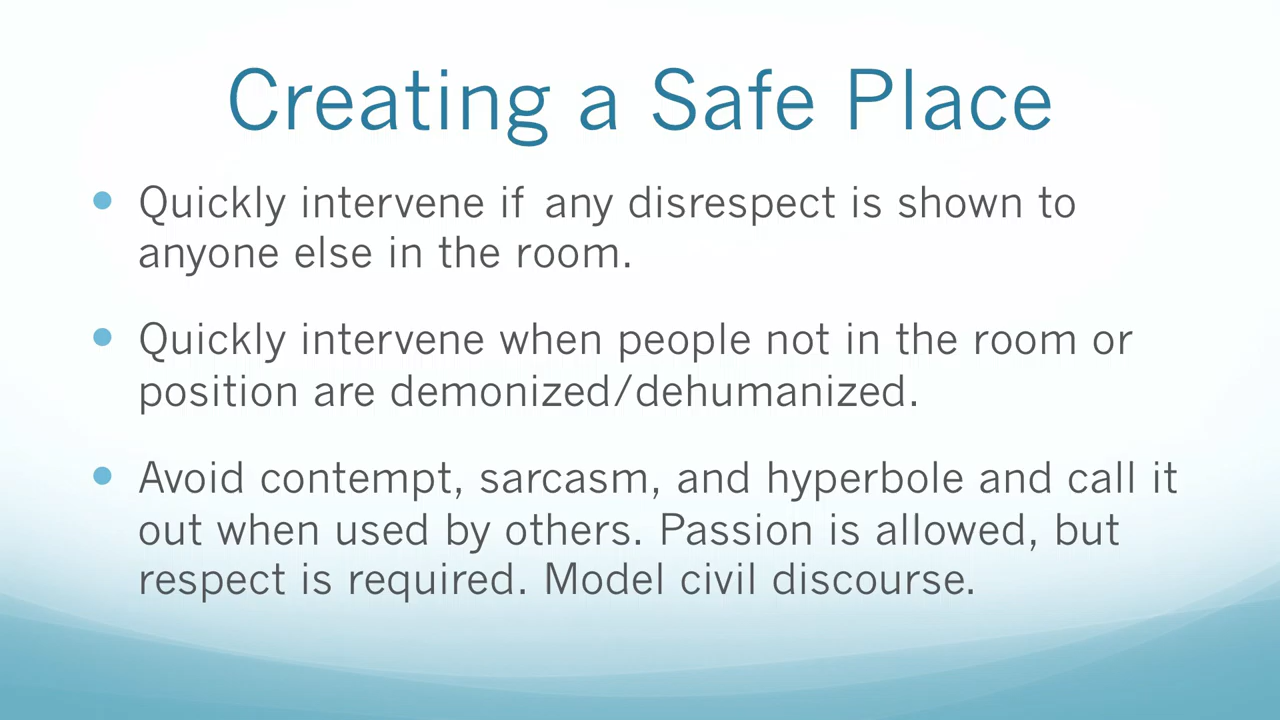 Creating a Safe Place
• Quickly intervene if any disrespect is shown to
anyone else in the room.
• Quickly intervene when people not in the room or
position are demonized/dehumanized.
• Avoid contempt, sarcasm, and hyperbole and call it
out when used by others. Passion is allowed, but
respect is required. Model civil discourse.